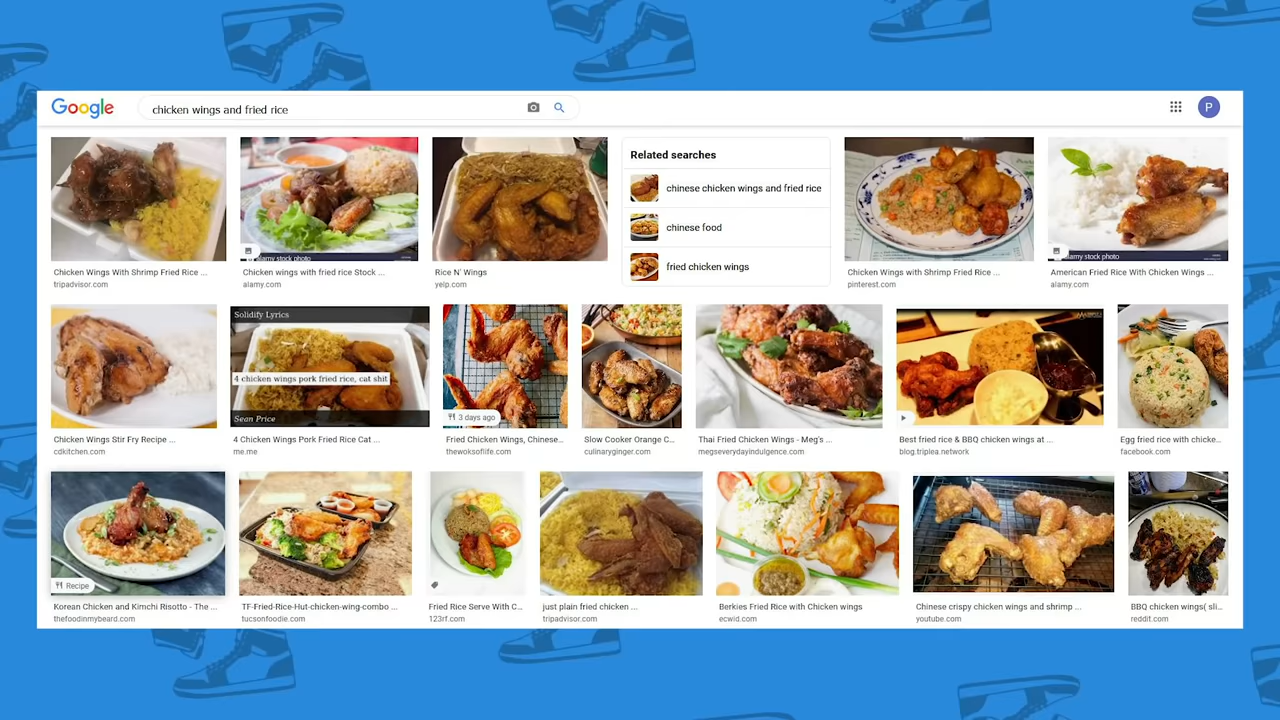 Google
chicken wings and fried rice
P
Related searches
chinese chicken wings and fried rice
chinese food
fried chicken wings
alamy stock photo
alamy stock photo
Chicken Wings With Shrimp Fried Rice ...
tripadvisor.com
Chicken wings with fried rice Stock ...
alamy.com
Rice N' Wings
yelp.com
Chicken Wings with Shrimp Fried Rice ...
pinterest.com
American Fried Rice With Chicken Wings ...
alamy.com
Solidify Lyrics
4 chicken wings pork fried rice, cat shit
Sean Price
3 days ago
Chicken Wings Stir Fry Recipe ...
cdkitchen.com
4 Chicken Wings Pork Fried Rice Cat ...
me.me
Fried Chicken Wings, Chinese...
thewoksoflife.com
Slow Cooker Orange C...
culinaryginger.com
Thai Fried Chicken Wings - Meg's ...
megseverydayindulgence.com
Best fried rice & BBQ chicken wings at ...
blog.triplea.network
Egg fried rice with chicke...
facebook.com
Recipe
Korean Chicken and Kimchi Risotto - The ...
thefoodinmybeard.com
TF-Fried-Rice-Hut-chicken-wing-combo ...
tucsonfoodie.com
Fried Rice Serve With C...
123rf.com
just plain fried chicken ...
tripadvisor.com
Berkies Fried Rice with Chicken wings
ecwid.com
Chinese crispy chicken wings and shrimp ...
youtube.com
BBQ chicken wings( sli...
reddit.com